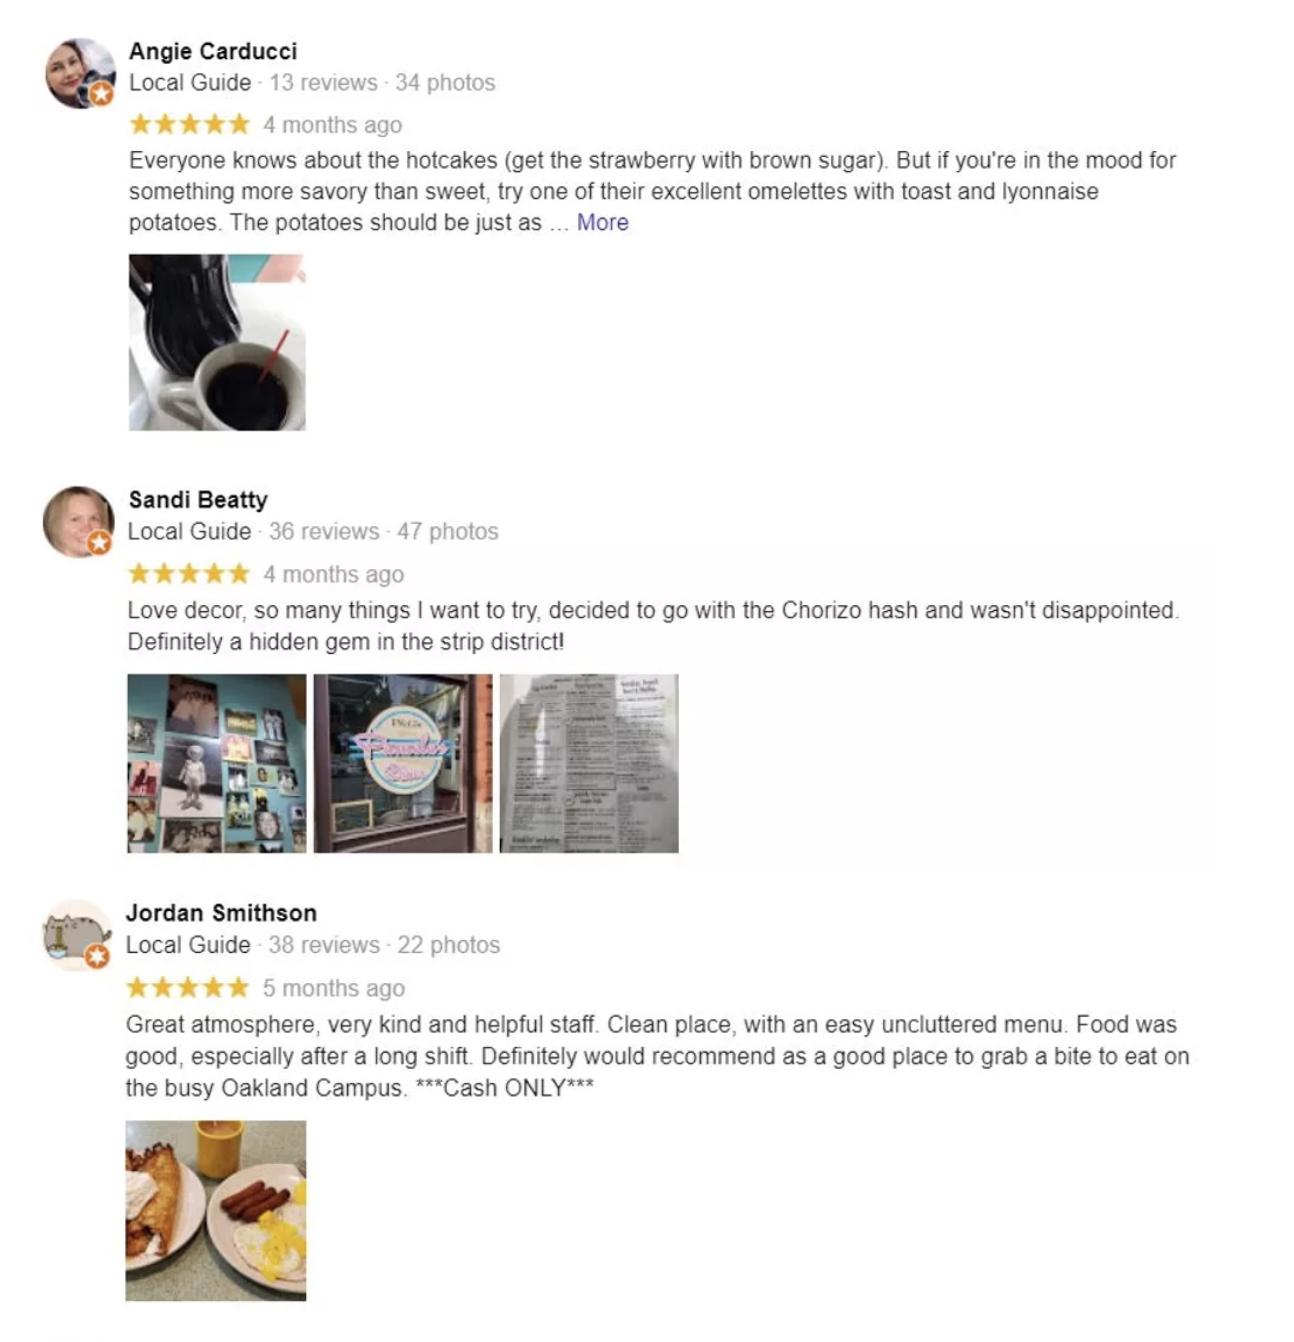 Angie Carducci
Local Guide · 13 reviews · 34 photos
4 months ago
Everyone knows about the hotcakes (get the strawberry with brown sugar). But if you're in the mood for
something more savory than sweet, try one of their excellent omelettes with toast and lyonnaise
potatoes. The potatoes should be just as ... More
Sandi Beatty
Local Guide · 36 reviews · 47 photos
4 months ago
Love decor, so many things I want to try, decided to go with the Chorizo hash and wasn't disappointed.
Definitely a hidden gem in the strip district!
Jordan Smithson
Local Guide · 38 reviews · 22 photos
5 months ago
Great atmosphere, very kind and helpful staff. Clean place, with an easy uncluttered menu. Food was
good, especially after a long shift. Definitely would recommend as a good place to grab a bite to eat on
the busy Oakland Campus. ***Cash ONLY***